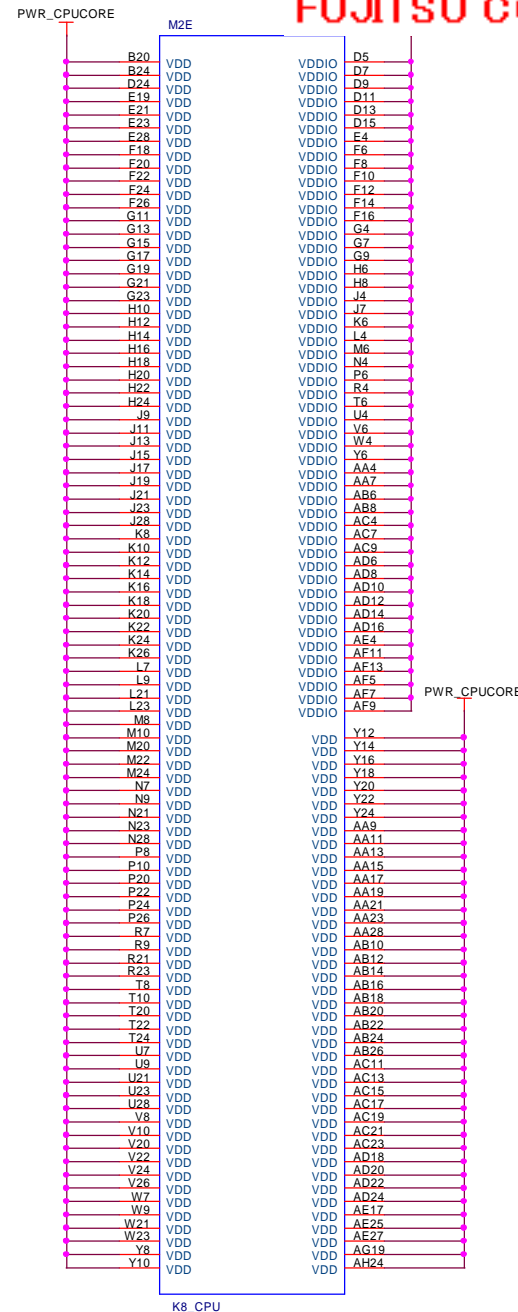 FUJITSU
PWR_CPUCORE
M2E
B20 VDD VDDIO D5
B24 VDD VDDIO D7
D24 VDD VDDIO D9
E19 VDD VDDIO D11
E21 VDD VDDIO D13
E23 VDD VDDIO D15
E28 VDD VDDIO E4
F18 VDD VDDIO F6
F20 VDD VDDIO F8
F22 VDD VDDIO F10
F24 VDD VDDIO F12
F26 VDD VDDIO F14
G11 VDD VDDIO F16
G13 VDD VDDIO G4
G15 VDD VDDIO G7
G17 VDD VDDIO G9
G19 VDD VDDIO H6
G21 VDD VDDIO H8
G23 VDD VDDIO J4
H10 VDD VDDIO J7
H12 VDD VDDIO K6
H14 VDD VDDIO L4
H16 VDD VDDIO M6
H18 VDD VDDIO N4
H20 VDD VDDIO P6
H22 VDD VDDIO R4
H24 VDD VDDIO T6
J9 VDD VDDIO U4
J11 VDD VDDIO V6
J13 VDD VDDIO W4
J15 VDD VDDIO Y6
J17 VDD VDDIO AA4
J19 VDD VDDIO AA7
J21 VDD VDDIO AB6
J23 VDD VDDIO AB8
J28 VDD VDDIO AC4
K8 VDD VDDIO AC7
K10 VDD VDDIO AC9
K12 VDD VDDIO AD6
K14 VDD VDDIO AD8
K16 VDD VDDIO AD10
K18 VDD VDDIO AD12
K20 VDD VDDIO AD14
K22 VDD VDDIO AD16
K24 VDD VDDIO AE4
K26 VDD VDDIO AF11
L7 VDD VDDIO AF13
L9 VDD VDDIO AF5
L21 VDD VDDIO AF7
PWR_CPUCORE
L23 VDD VDDIO AF9
M8 VDD
M10 VDD VDD Y12
M20 VDD VDD Y14
M22 VDD VDD Y16
M24 VDD VDD Y18
N7 VDD VDD Y20
N9 VDD VDD Y22
N21 VDD VDD Y24
N23 VDD VDD AA9
N28 VDD VDD AA11
P8 VDD VDD AA13
P10 VDD VDD AA15
P20 VDD VDD AA17
P22 VDD VDD AA19
P24 VDD VDD AA21
P26 VDD VDD AA23
R7 VDD VDD AA28
R9 VDD VDD AB10
R21 VDD VDD AB12
R23 VDD VDD AB14
T8 VDD VDD AB16
T10 VDD VDD AB18
T20 VDD VDD AB20
T22 VDD VDD AB22
T24 VDD VDD AB24
U7 VDD VDD AB26
U9 VDD VDD AC11
U21 VDD VDD AC13
U23 VDD VDD AC15
U28 VDD VDD AC17
V8 VDD VDD AC19
V10 VDD VDD AC21
V20 VDD VDD AC23
V22 VDD VDD AD18
V24 VDD VDD AD20
V26 VDD VDD AD22
W7 VDD VDD AD24
W9 VDD VDD AE17
W21 VDD VDD AE25
W23 VDD VDD AE27
Y8 VDD VDD AG19
Y10 VDD VDD AH24
K8_CPU